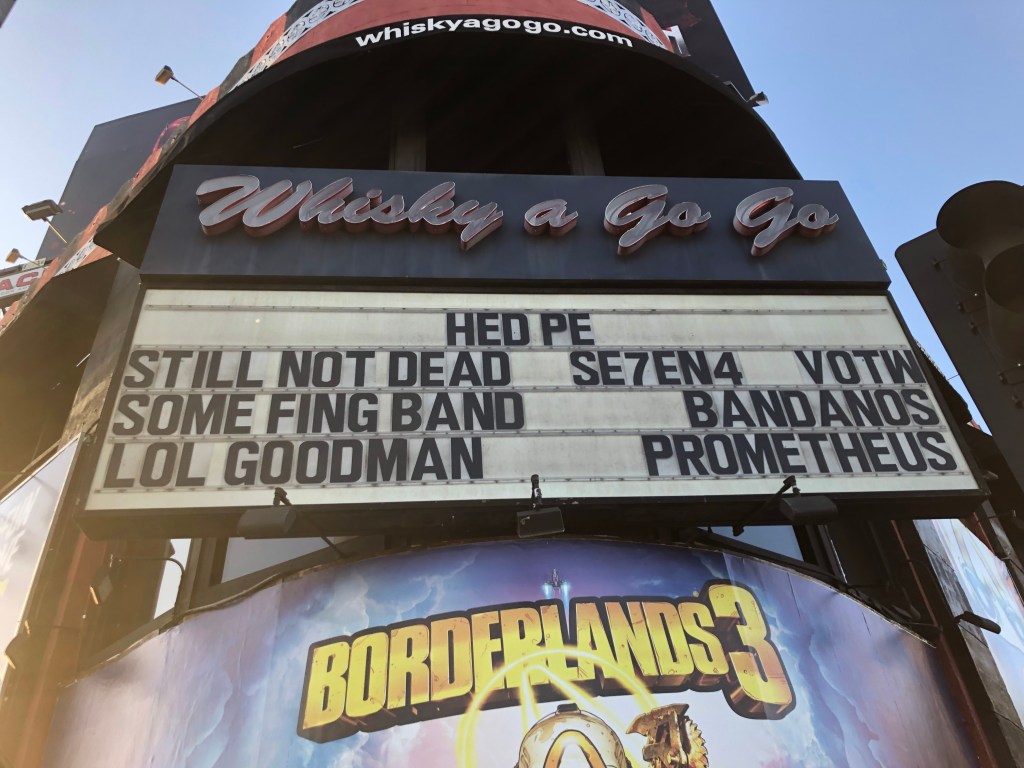 whiskyagogo.com
Whisky a Go Go
HED PE
STILL NOT DEAD SE7EN4 VOTW
SOME FING BAND BANDANOS
LOL GOODMAN PROMETHEUS
BORDERLANDS 3